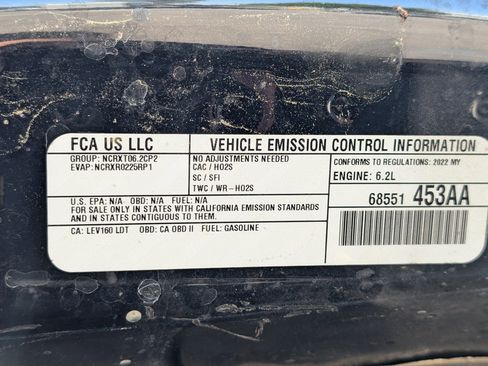 FCA US LLC
VEHICLE EMISSION CONTROL INFORMATION
GROUP: NCRXT06.2CP2
EVAP: NCRXR0225RP1
NO ADJUSTMENTS NEEDED
CAC / HO2S
SC / SFI
TWC / WR-HO2S
CONFORMS TO REGULATIONS: 2022 MY
ENGINE: 6.2L
U.S. EPA: N/A OBD: N/A FUEL: N/A
FOR SALE ONLY IN STATES WITH CALIFORNIA EMISSION STANDARDS
AND IN STATES CONTIGUOUS TO THEM.
CA: LEV160 LDT OBD: CA OBD II FUEL: GASOLINE
68551 453AA